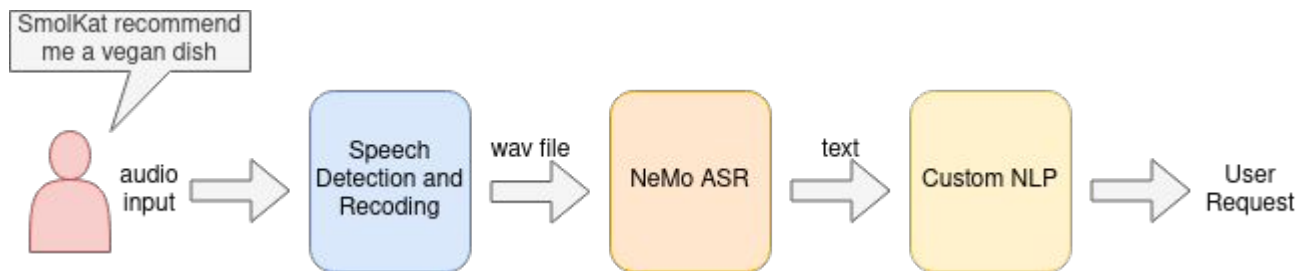 SmolKat recommend
me a vegan dish
audio
input
Speech
Detection and
Recoding
wav file
NeMo ASR
text
Custom NLP
User
Request